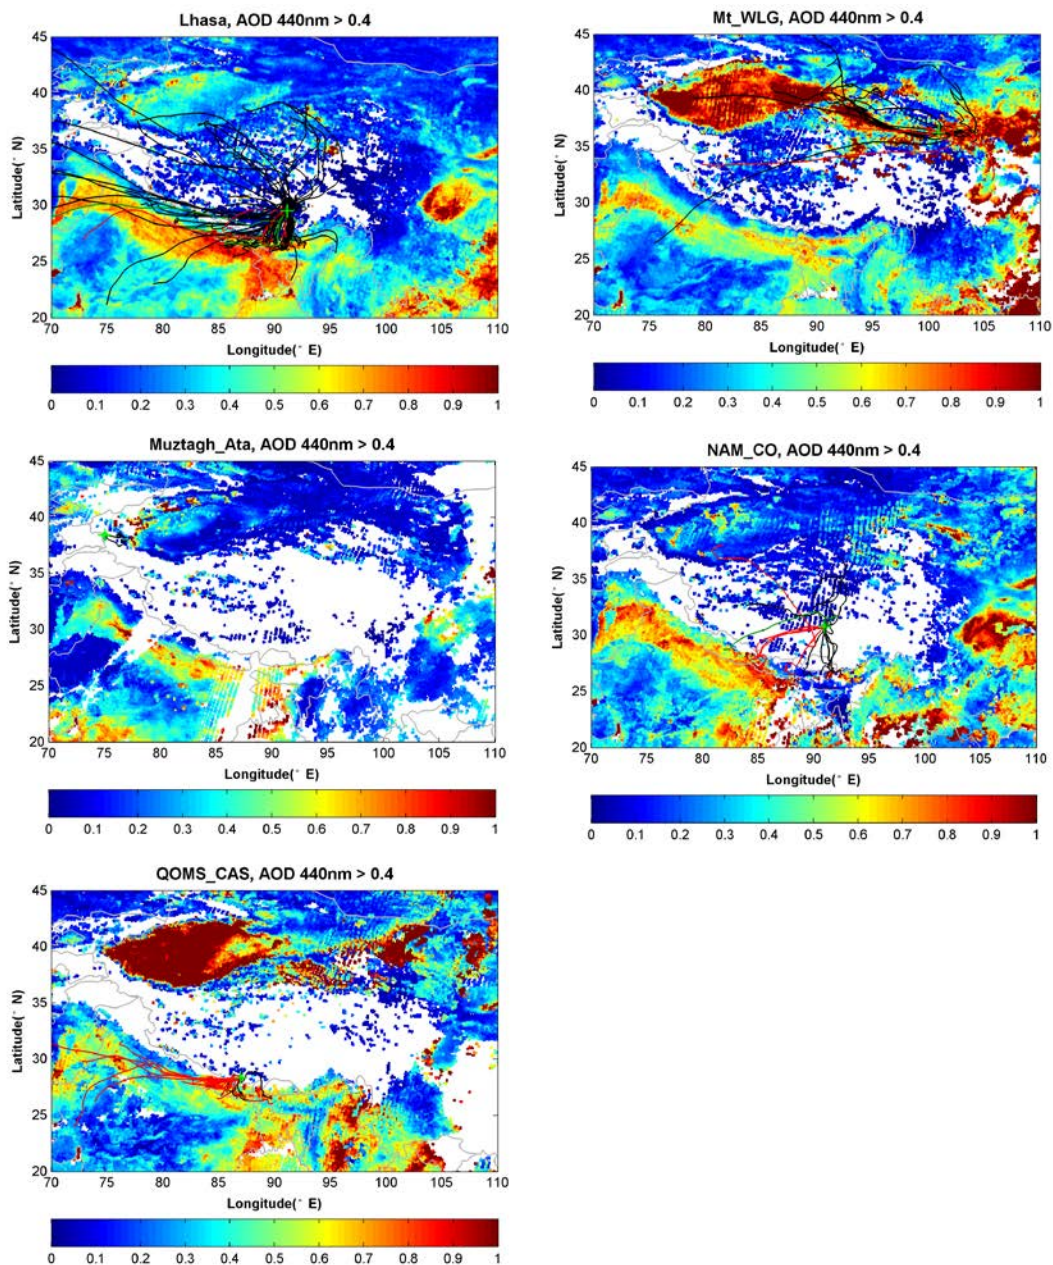 Lhasa, AOD 440nm > 0.4
45
40
35
30
25
20
Latitude(° N)
70 75 80 85 90 95 100 105 110
Longitude(° E)
0 0.1 0.2 0.3 0.4 0.5 0.6 0.7 0.8 0.9 1
Mt_WLG, AOD 440nm > 0.4
45
40
35
30
25
20
Latitude(° N)
70 75 80 85 90 95 100 105 110
Longitude(° E)
0 0.1 0.2 0.3 0.4 0.5 0.6 0.7 0.8 0.9 1
Muztagh_Ata, AOD 440nm > 0.4
45
40
35
30
25
20
Latitude(° N)
70 75 80 85 90 95 100 105 110
Longitude(° E)
0 0.1 0.2 0.3 0.4 0.5 0.6 0.7 0.8 0.9 1
NAM_CO, AOD 440nm > 0.4
45
40
35
30
25
20
Latitude(° N)
70 75 80 85 90 95 100 105 110
Longitude(° E)
0 0.1 0.2 0.3 0.4 0.5 0.6 0.7 0.8 0.9 1
QOMS_CAS, AOD 440nm > 0.4
45
40
35
30
25
20
Latitude(° N)
70 75 80 85 90 95 100 105 110
Longitude(° E)
0 0.1 0.2 0.3 0.4 0.5 0.6 0.7 0.8 0.9 1